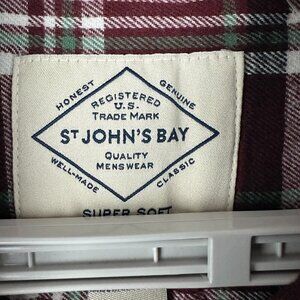 HONEST
GENUINE
REGISTERED
U.S.
TRADE MARK
ST JOHN'S BAY
QUALITY
MENSWEAR
WELL-MADE
CLASSIC
SUPER SOFT